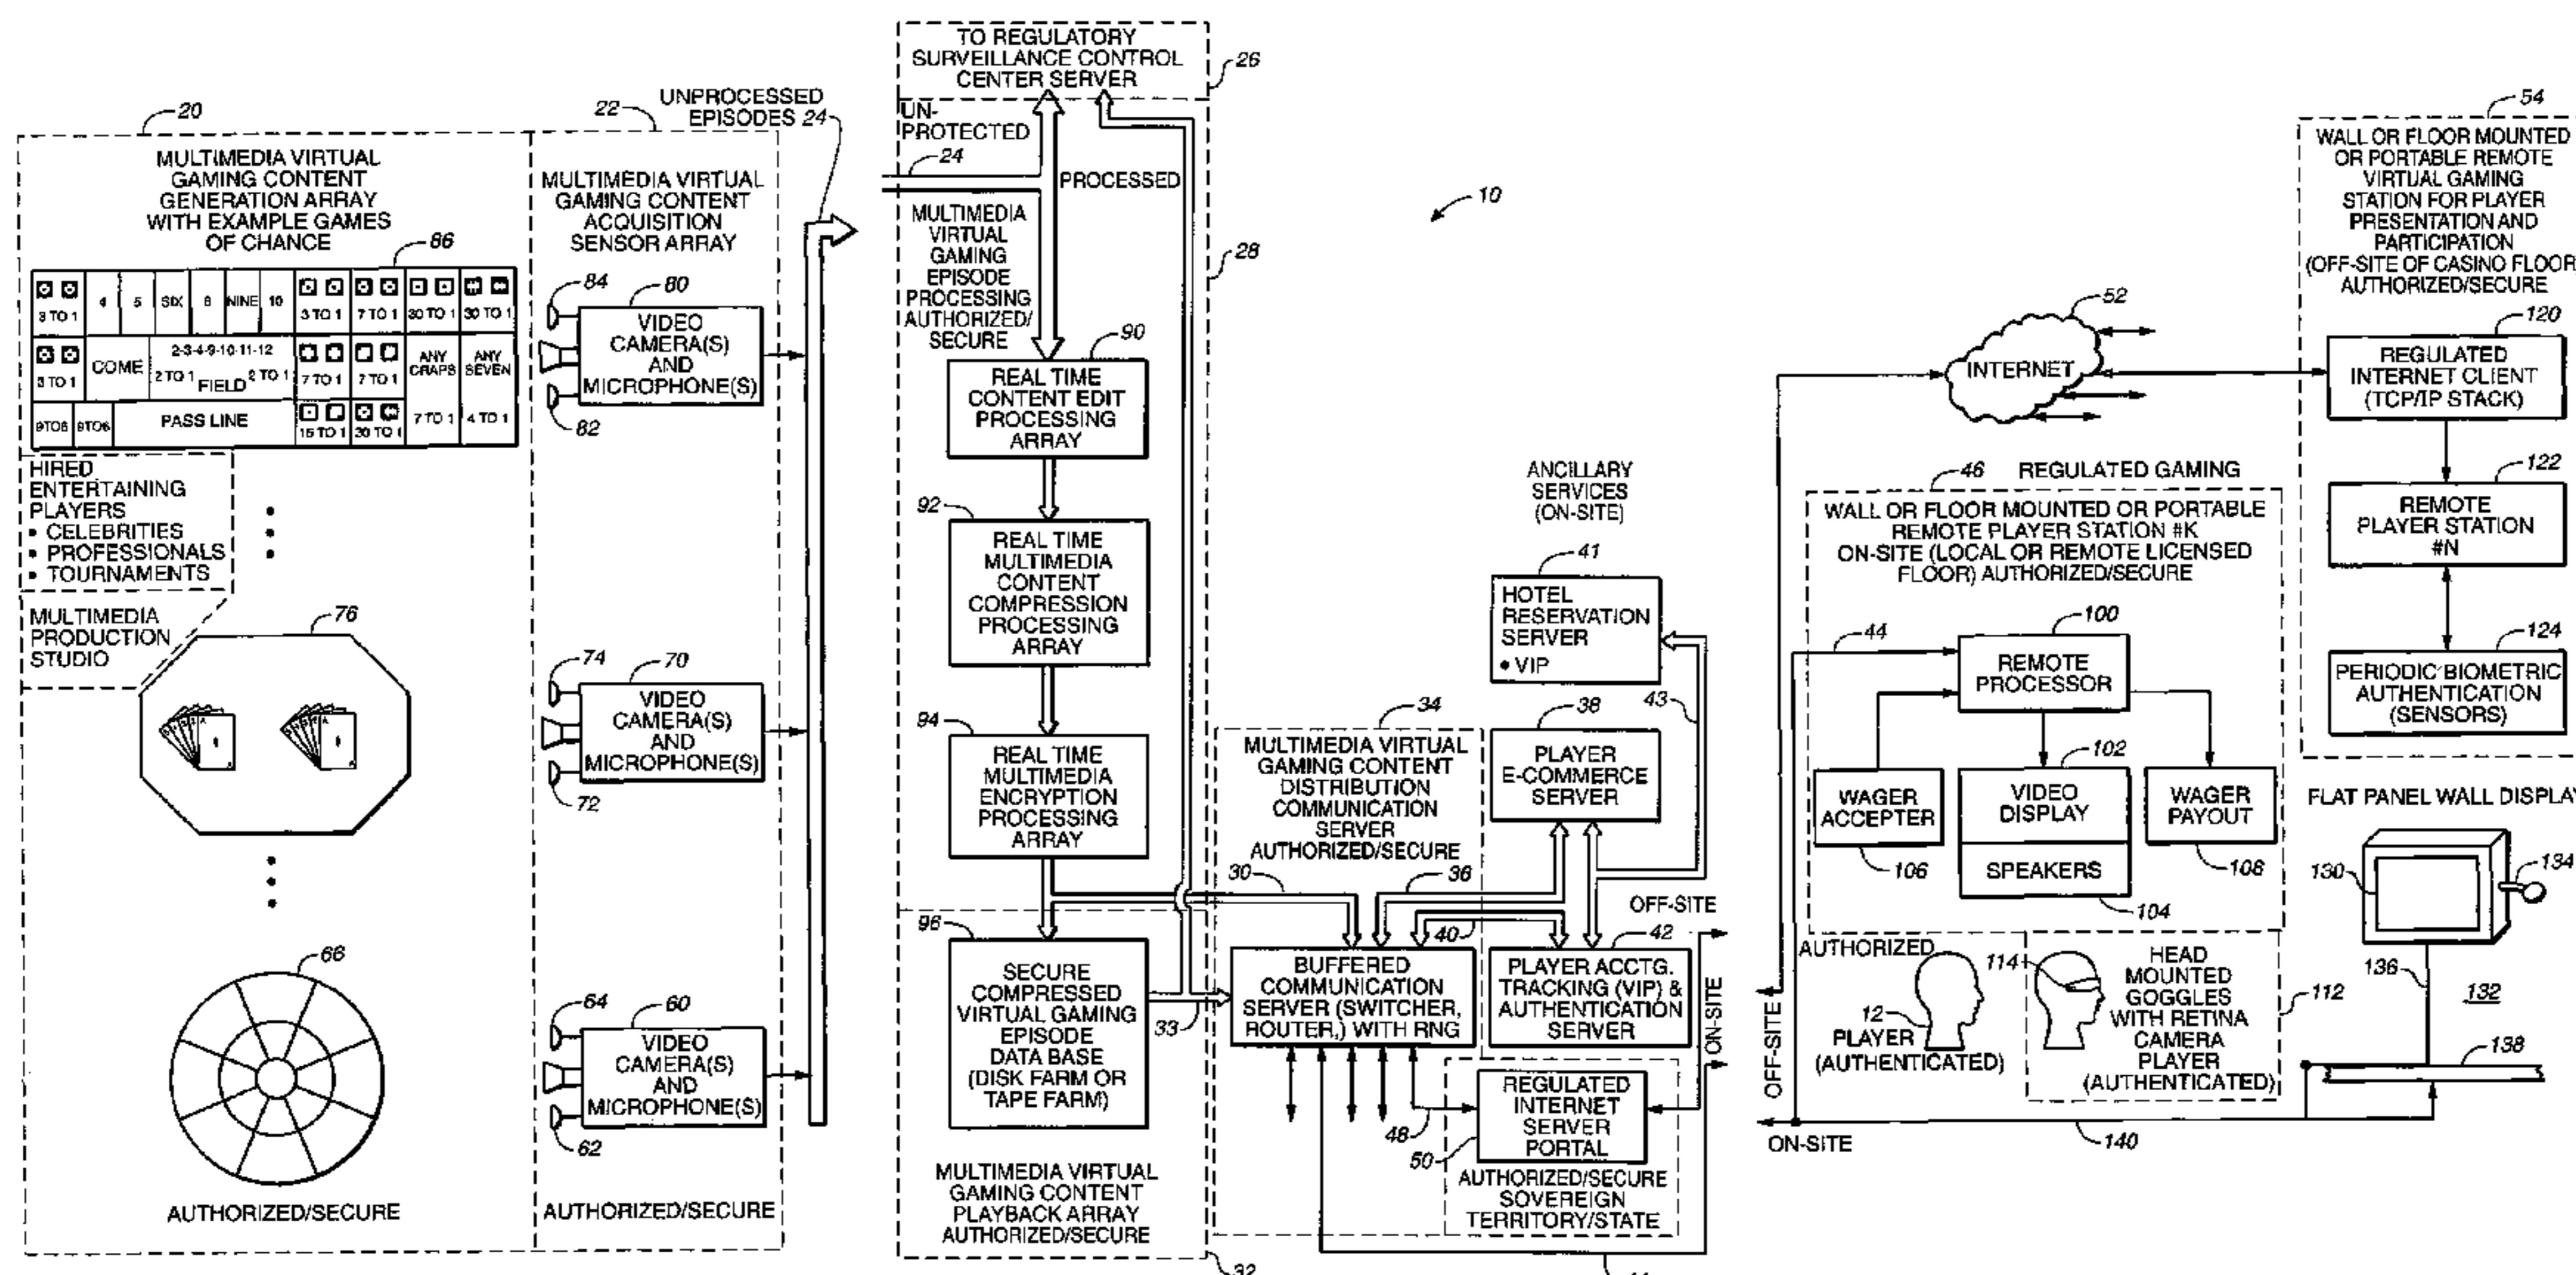 20
MULTIMEDIA VIRTUAL
GAMING CONTENT
GENERATION ARRAY
WITH EXAMPLE GAMES
OF CHANCE
86
3 TO 1
4
5
SIX
8
NINE
10
3 TO 1
7 TO 1
30 TO 1
30 TO 1
3 TO 1
COME
2-3-4-9-10-11-12
2 TO 1
FIELD
2 TO 1
7 TO 1
7 TO 1
ANY
CRAPS
ANY
SEVEN
PASS LINE
15 TO 1
30 TO 1
7 TO 1
4 TO 1
HIRED
ENTERTAINING
PLAYERS
• CELEBRITIES
• PROFESSIONALS
• TOURNAMENTS
MULTIMEDIA
PRODUCTION
STUDIO
76
66
AUTHORIZED/SECURE
22
MULTIMEDIA VIRTUAL
GAMING CONTENT
ACQUISITION
SENSOR ARRAY
84
80
VIDEO
CAMERA(S)
AND
MICROPHONE(S)
82
74
70
VIDEO
CAMERA(S)
AND
MICROPHONE(S)
72
64
60
VIDEO
CAMERA(S)
AND
MICROPHONE(S)
62
AUTHORIZED/SECURE
UNPROCESSED
EPISODES 24
TO REGULATORY
SURVEILLANCE CONTROL
CENTER SERVER
26
UN-
PROTECTED
24
PROCESSED
MULTIMEDIA
VIRTUAL
GAMING
EPISODE
PROCESSING
AUTHORIZED/
SECURE
28
90
REAL TIME
CONTENT EDIT
PROCESSING
ARRAY
92
REAL TIME
MULTIMEDIA
CONTENT
COMPRESSION
PROCESSING
ARRAY
94
REAL TIME
MULTIMEDIA
ENCRYPTION
PROCESSING
ARRAY
96
SECURE
COMPRESSED
VIRTUAL GAMING
EPISODE
DATA BASE
(DISK FARM OR
TAPE FARM)
MULTIMEDIA VIRTUAL
GAMING CONTENT
PLAYBACK ARRAY
AUTHORIZED/SECURE
32
33
34
MULTIMEDIA VIRTUAL
GAMING CONTENT
DISTRIBUTION
COMMUNICATION
SERVER
AUTHORIZED/SECURE
30
36
40
BUFFERED
COMMUNICATION
SERVER (SWITCHER,
ROUTER,) WITH RNG
ANCILLARY
SERVICES
(ON-SITE)
41
HOTEL
RESERVATION
SERVER
• VIP
43
38
PLAYER
E-COMMERCE
SERVER
42
PLAYER ACCTG.
TRACKING (VIP) &
AUTHENTICATION
SERVER
OFF-SITE
ON-SITE
48
50
REGULATED
INTERNET
SERVER
PORTAL
AUTHORIZED/SECURE
SOVEREIGN
TERRITORY/STATE
10
52
INTERNET
46
REGULATED GAMING
WALL OR FLOOR MOUNTED OR PORTABLE
REMOTE PLAYER STATION #K
ON-SITE (LOCAL OR REMOTE LICENSED
FLOOR) AUTHORIZED/SECURE
44
100
REMOTE
PROCESSOR
102
WAGER
ACCEPTER
106
VIDEO
DISPLAY
SPEAKERS
104
WAGER
PAYOUT
108
AUTHORIZED
12
PLAYER
(AUTHENTICATED)
114
HEAD
MOUNTED
GOGGLES
WITH RETINA
CAMERA
PLAYER
(AUTHENTICATED)
112
OFF-SITE
ON-SITE
140
54
WALL OR FLOOR MOUNTED
OR PORTABLE REMOTE
VIRTUAL GAMING
STATION FOR PLAYER
PRESENTATION AND
PARTICIPATION
(OFF-SITE OF CASINO FLOOR
AUTHORIZED/SECURE
120
REGULATED
INTERNET CLIENT
(TCP/IP STACK)
122
REMOTE
PLAYER STATION
#N
124
PERIODIC BIOMETRIC
AUTHENTICATION
(SENSORS)
FLAT PANEL WALL DISPLAY
130
134
136
132
138